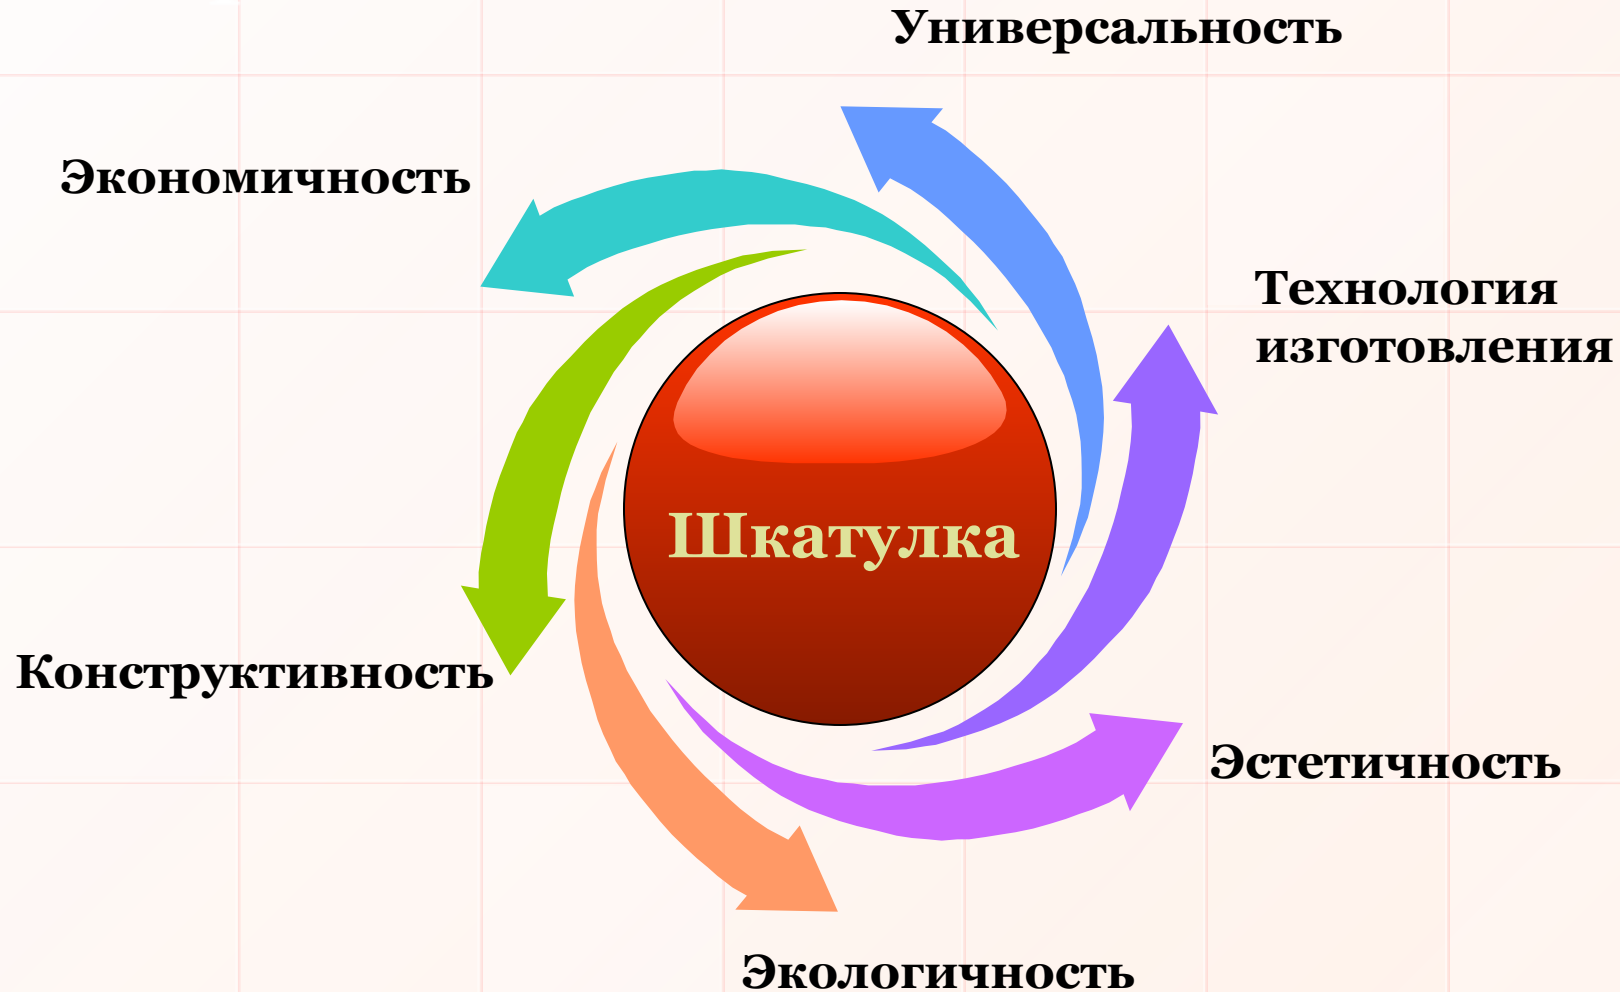 Универсальность
Экономичность
Технология
изготовления
Шкатулка
Конструктивность
Эстетичность
Экологичность